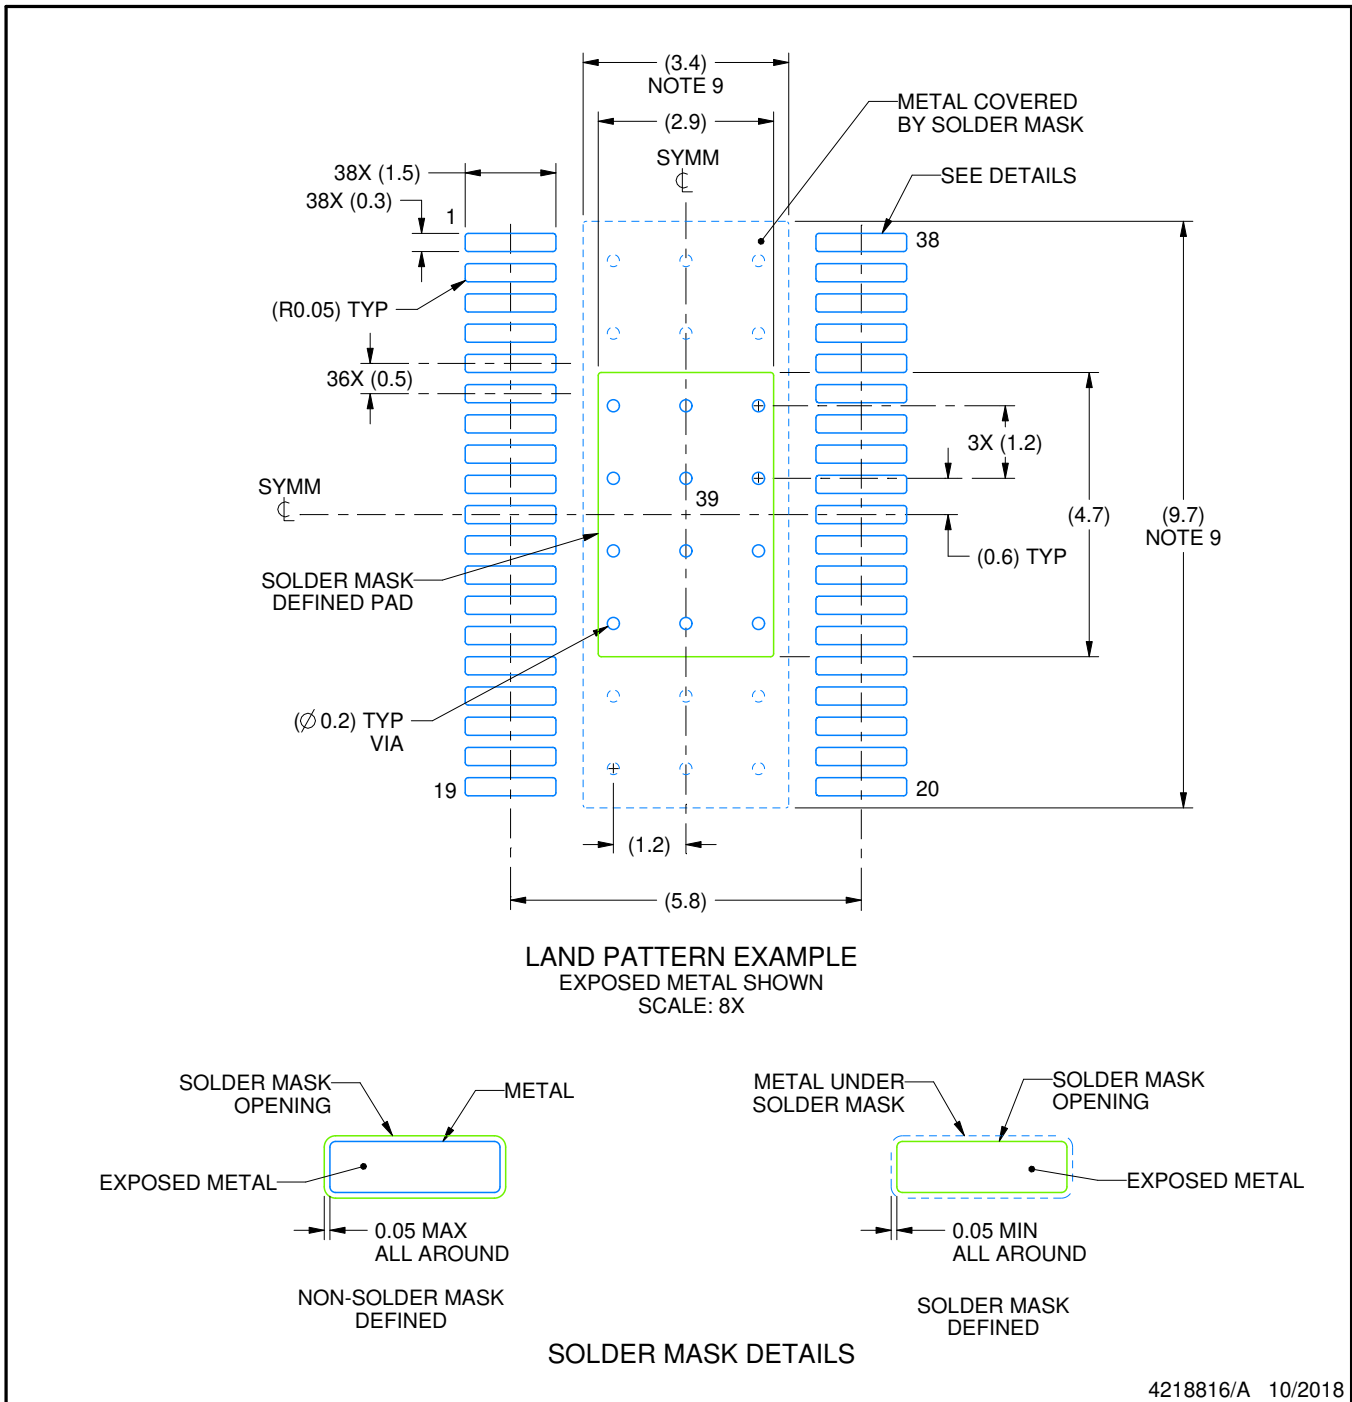 (3.4)
NOTE 9
(2.9)
METAL COVERED
BY SOLDER MASK
SYMM
38X (1.5)
SEE DETAILS
38X (0.3)
1
38
(R0.05) TYP
36X (0.5)
3X (1.2)
SYMM
39
(4.7)
(9.7)
NOTE 9
(0.6) TYP
SOLDER MASK
DEFINED PAD
(Ø 0.2) TYP
VIA
19
20
(1.2)
(5.8)
LAND PATTERN EXAMPLE
EXPOSED METAL SHOWN
SCALE: 8X
SOLDER MASK
OPENING
METAL
EXPOSED METAL
0.05 MAX
ALL AROUND
NON-SOLDER MASK
DEFINED
METAL UNDER
SOLDER MASK
SOLDER MASK
OPENING
EXPOSED METAL
0.05 MIN
ALL AROUND
SOLDER MASK
DEFINED
SOLDER MASK DETAILS
4218816/A 10/2018